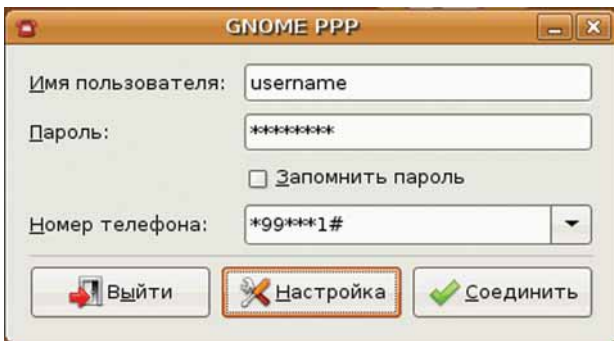 GNOME PPP
Имя пользователя: username
Пароль: ********
Запомнить пароль
Номер телефона: *99***1#
Выйти Настройка Соединить